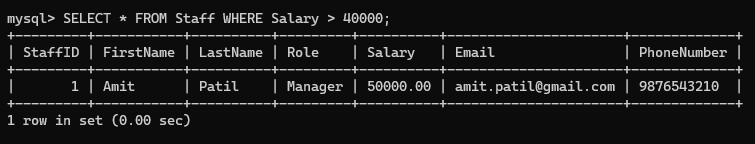 mysql> SELECT * FROM Staff WHERE Salary > 40000;
+---------+-----------+----------+---------+----------+----------------------+-------------+
| StaffID | FirstName | LastName | Role    | Salary   | Email                | PhoneNumber |
+---------+-----------+----------+---------+----------+----------------------+-------------+
|       1 | Amit      | Patil    | Manager | 50000.00 | amit.patil@gmail.com | 9876543210  |
+---------+-----------+----------+---------+----------+----------------------+-------------+
1 row in set (0.00 sec)